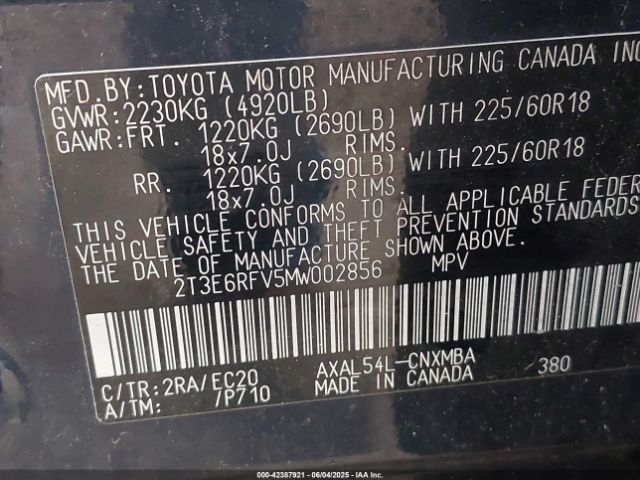 MFD.BY:TOYOTA MOTOR MANUFACTURING CANADA INC
GVWR:2230KG (4920LB)
GAWR:FRT. 1220KG (2690LB) WITH 225/60R18
18x7.0J RIMS.
RR. 1220KG (2690LB) WITH 225/60R18
18x7.0J RIMS.
THIS VEHICLE CONFORMS TO ALL APPLICABLE FEDER
VEHICLE SAFETY AND THEFT PREVENTION STANDARDS
THE DATE OF MANUFACTURE SHOWN ABOVE.
2T3E6RFV5MW002856 MPV
C/TR:2RA/EC20 AXAL54L-CNXMBA 380
A/TM: /P710 MADE IN CANADA
000-42387921 - 06/04/2025 - IAA Inc.